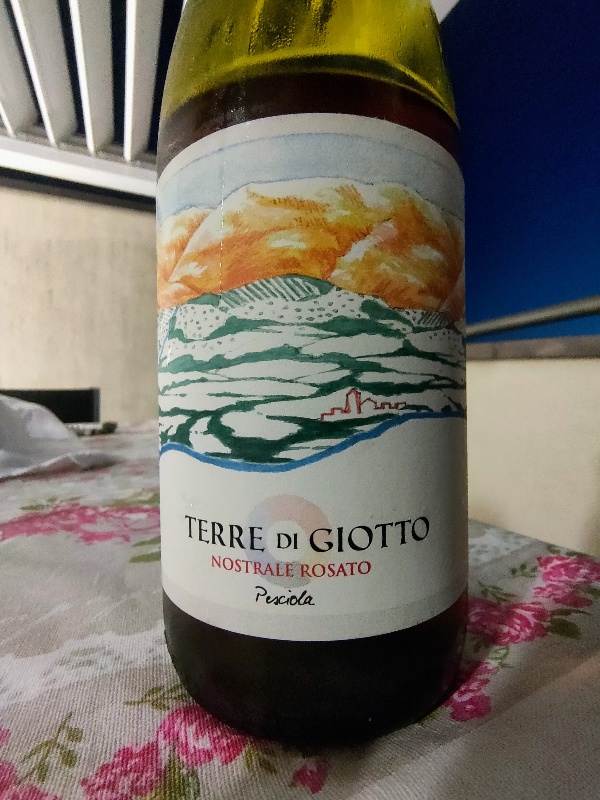 TERRE DI GIOTTO
NOSTRALE ROSATO
Pesciola